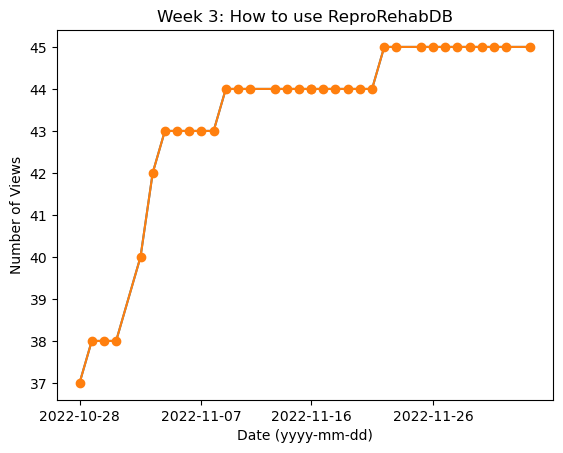 Week 3: How to use ReproRehabDB
45
44
43
42
41
40
39
38
37
Number of Views
2022-10-28 2022-11-07 2022-11-16 2022-11-26
Date (yyyy-mm-dd)